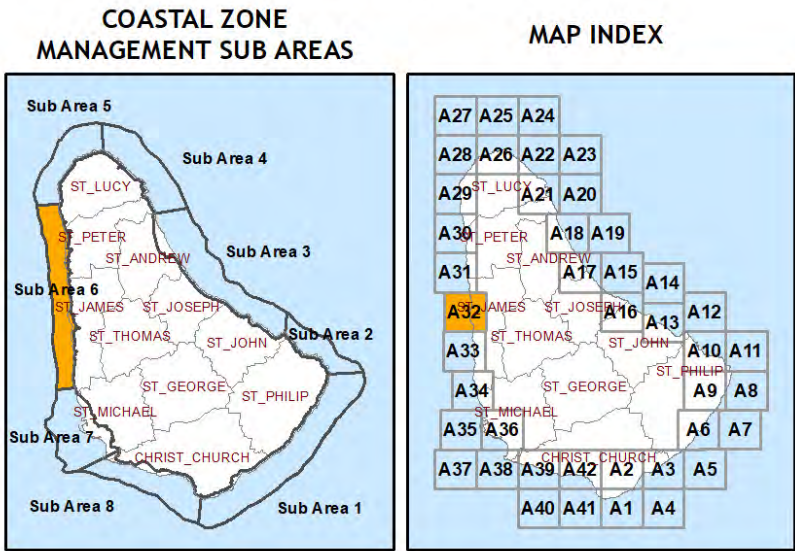 COASTAL ZONE
MANAGEMENT SUB AREAS
Sub Area 5
Sub Area 4
ST_LUCY
ST_PETER
Sub Area 3
ST_ANDREW
Sub Area 6
ST_JAMES
ST_JOSEPH
ST_THOMAS
Sub Area 2
ST_JOHN
ST_GEORGE
ST_PHILIP
ST_MICHAEL
Sub Area 7
CHRIST_CHURCH
Sub Area 8
Sub Area 1
MAP INDEX
A27 A25 A24
A28 A26 A22 A23
A29 ST_LUCY A21 A20
A30 ST_PETER A18 A19
ST_ANDREW
A31 A17 A15 A14
A32 ST_JAMES ST_JOSEPH A16 A13 A12
ST_THOMAS ST_JOHN
A33 A10 A11
ST_PHILIP
A34 ST_GEORGE A9 A8
ST_MICHAEL
A35 A36 A6 A7
CHRIST_CHURCH
A37 A38 A39 A42 A2 A3 A5
A40 A41 A1 A4